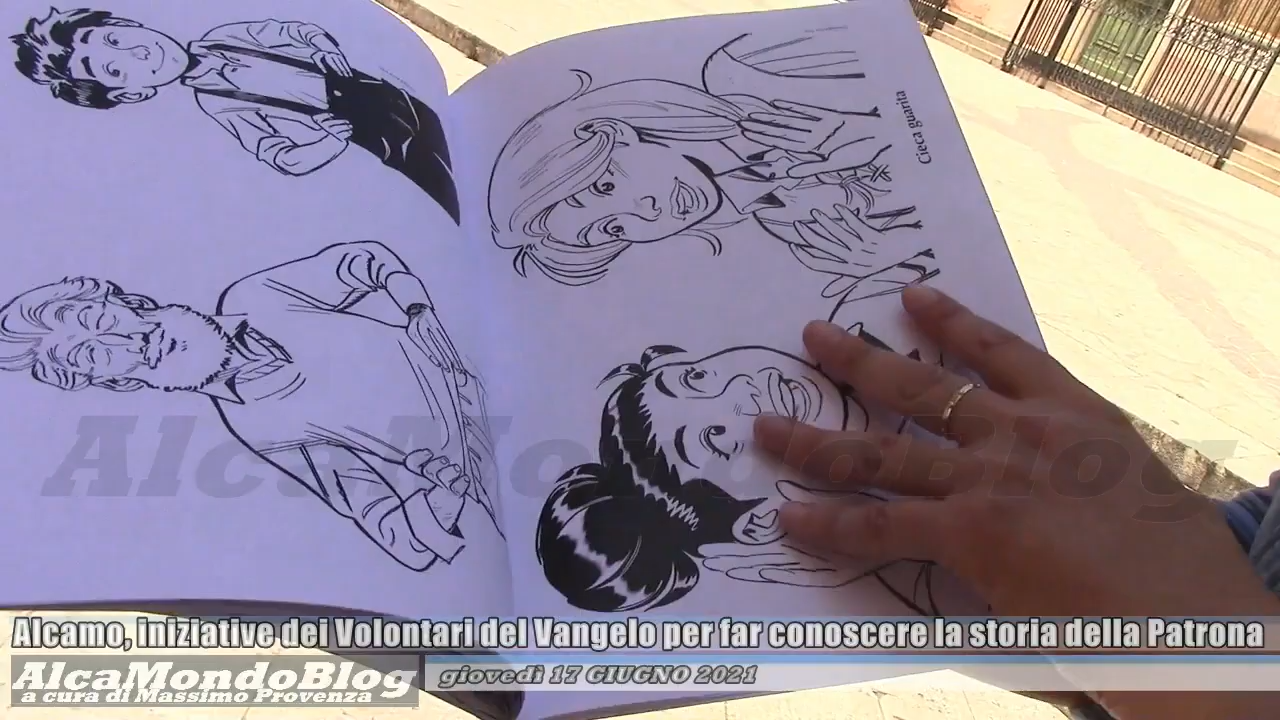 Cieca guarita
AlcaMondoBlog
Alcamo, iniziative dei Volontari del Vangelo per far conoscere la storia della Patrona
AlcaMondoBlog
a cura di Massimo Provenza
giovedì 17 GIUGNO 2021